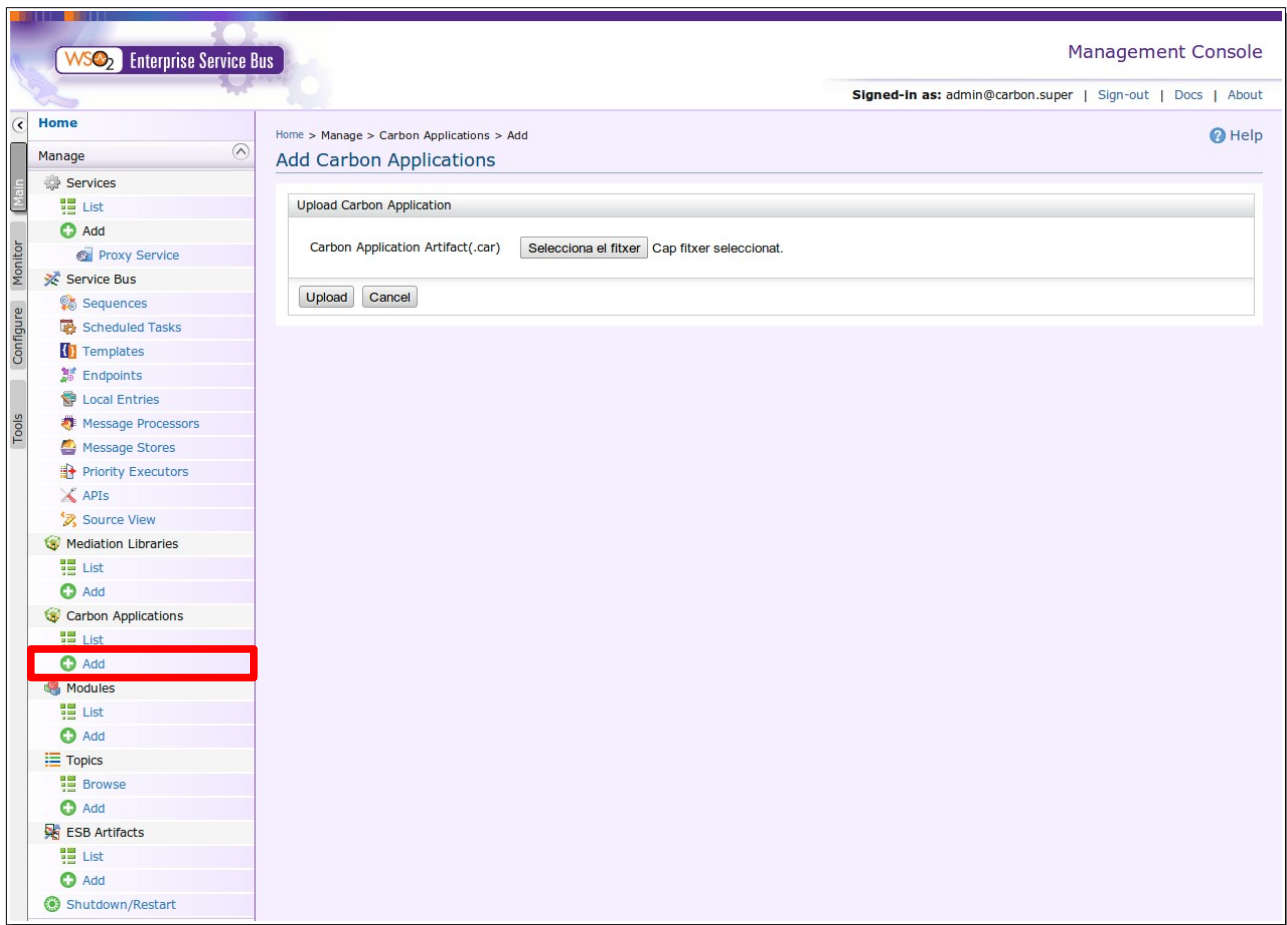 WSO2 Enterprise Service Bus
Management Console
Signed-in as: admin@carbon.super | Sign-out | Docs | About
Main
Monitor
Configure
Tools
Home
Manage
Services
List
Add
Proxy Service
Service Bus
Sequences
Scheduled Tasks
Templates
Endpoints
Local Entries
Message Processors
Message Stores
Priority Executors
APIs
Source View
Mediation Libraries
List
Add
Carbon Applications
List
Add
Modules
List
Add
Topics
Browse
Add
ESB Artifacts
List
Add
Shutdown/Restart
Home > Manage > Carbon Applications > Add
Help
Add Carbon Applications
Upload Carbon Application
Carbon Application Artifact(.car) Selecciona el fitxer Cap fitxer seleccionat.
Upload Cancel